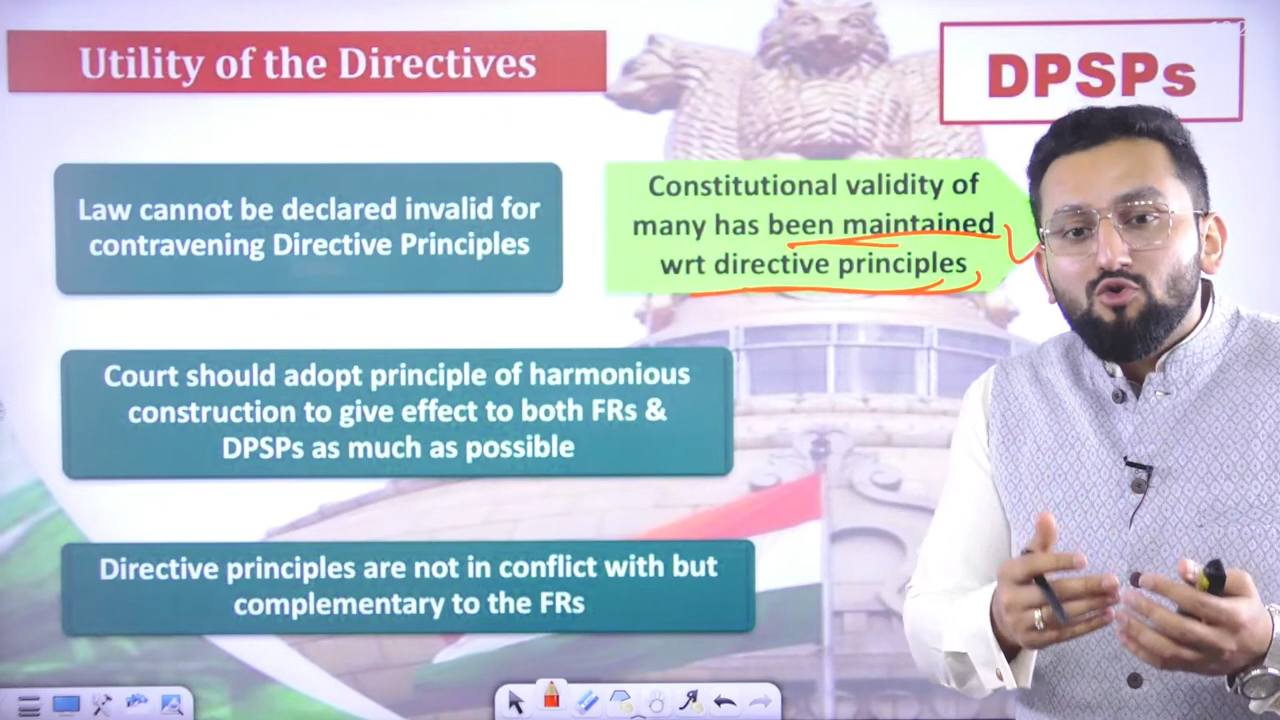 Utility of the Directives
DPSPs
Law cannot be declared invalid for
contravening Directive Principles
Constitutional validity of
many has been maintained
wrt directive principles
Court should adopt principle of harmonious
construction to give effect to both FRs &
DPSPs as much as possible
Directive principles are not in conflict with but
complementary to the FRs